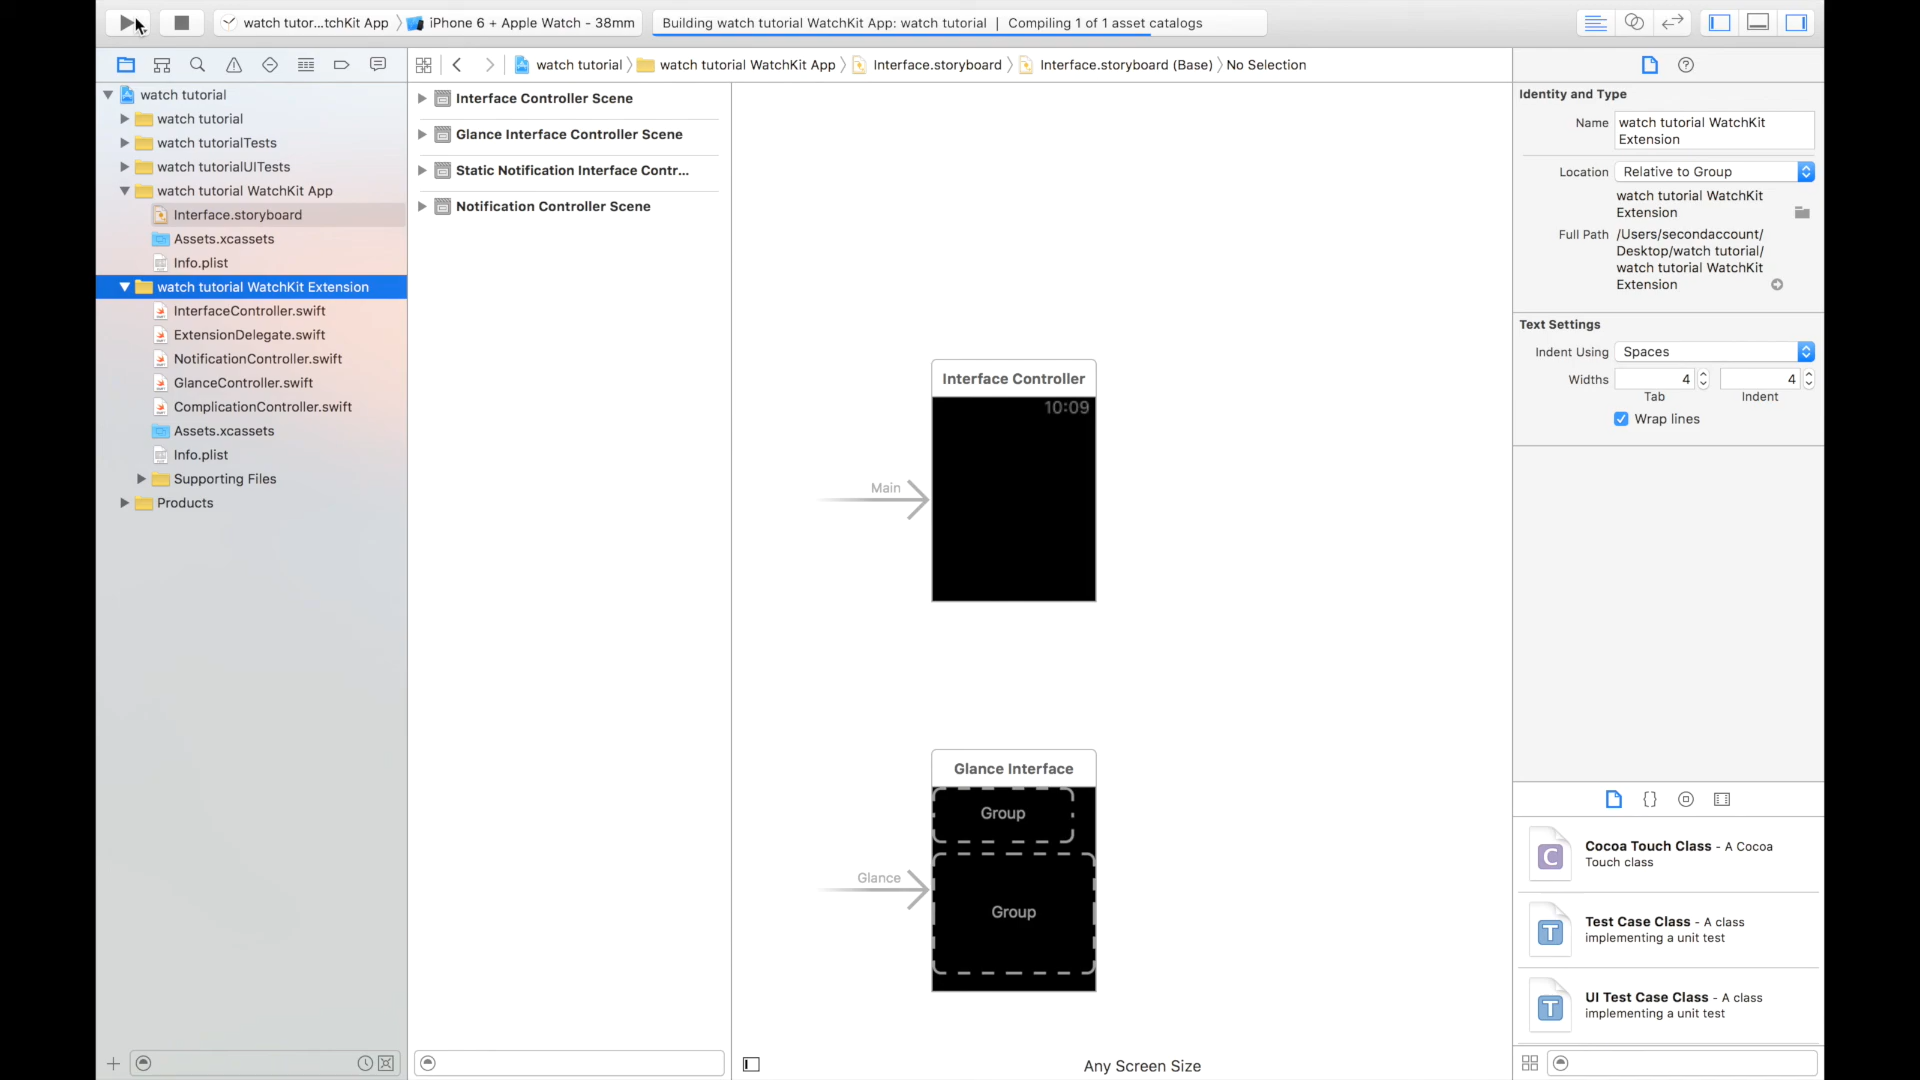 watch tutor...tchKit App
iPhone 6 + Apple Watch - 38mm
Building watch tutorial WatchKit App: watch tutorial | Compiling 1 of 1 asset catalogs
watch tutorial
watch tutorial WatchKit App
Interface.storyboard
Interface.storyboard (Base)
No Selection
watch tutorial
watch tutorial
watch tutorialTests
watch tutorialUITests
watch tutorial WatchKit App
Interface.storyboard
Assets.xcassets
Info.plist
watch tutorial WatchKit Extension
InterfaceController.swift
ExtensionDelegate.swift
NotificationController.swift
GlanceController.swift
ComplicationController.swift
Assets.xcassets
Info.plist
Supporting Files
Products
Interface Controller Scene
Glance Interface Controller Scene
Static Notification Interface Contr...
Notification Controller Scene
Interface Controller
10:09
Main
Glance Interface
Group
Glance
Group
Any Screen Size
Identity and Type
Name watch tutorial WatchKit
Extension
Location Relative to Group
watch tutorial WatchKit
Extension
Full Path /Users/secondaccount/
Desktop/watch tutorial/
watch tutorial WatchKit
Extension
Text Settings
Indent Using Spaces
Widths 4 4
Tab Indent
Wrap lines
C
Cocoa Touch Class - A Cocoa
Touch class
T
Test Case Class - A class
implementing a unit test
T
UI Test Case Class - A class
implementing a unit test